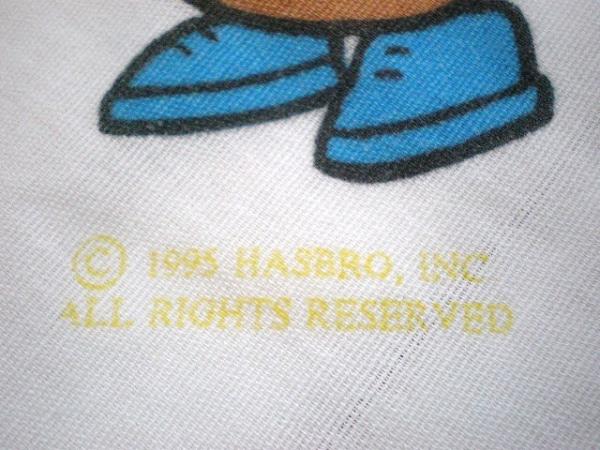 © 1995 HASBRO, INC
ALL RIGHTS RESERVED